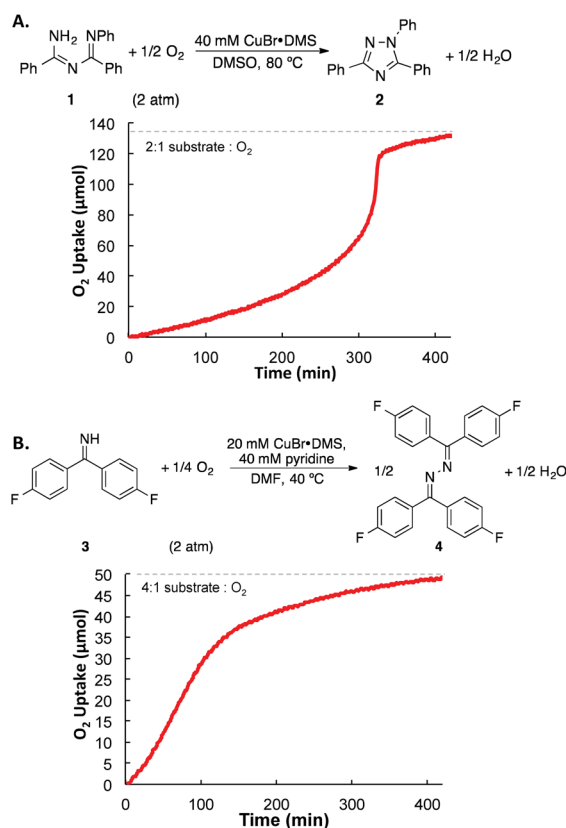 A.
NH2 NPh
Ph N Ph
+ 1/2 O2
40 mM CuBr•DMS
DMSO, 80 ºC
Ph
N N
Ph N Ph
+ 1/2 H2O
1 (2 atm) 2
140
120
100
80
60
40
20
0
O2 Uptake (µmol)
2:1 substrate : O2
0 100 200 300 400
Time (min)
B.
NH
F F
+ 1/4 O2
20 mM CuBr•DMS,
40 mM pyridine
DMF, 40 ºC
1/2
F F
N
N
F F
+ 1/2 H2O
3 (2 atm) 4
50
45
40
35
30
25
20
15
10
5
0
O2 Uptake (µmol)
4:1 substrate : O2
0 100 200 300 400
Time (min)